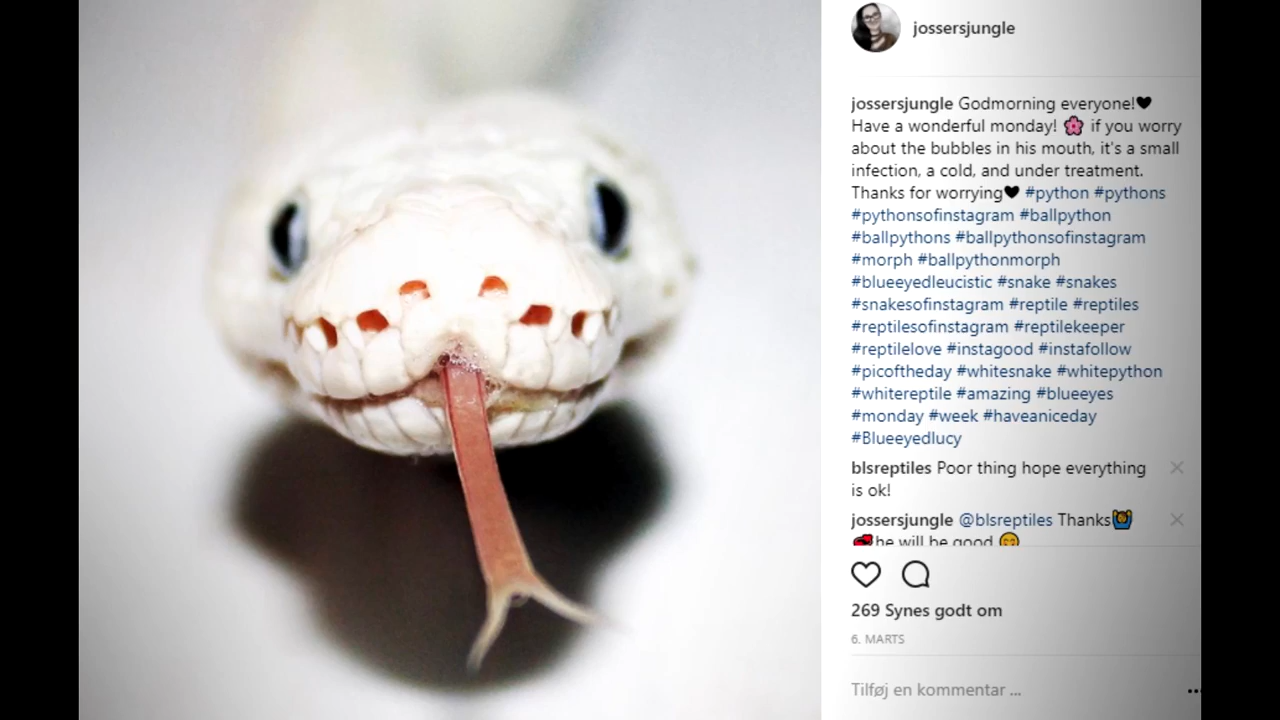 jossersjungle
jossersjungle Godmorning everyone!🖤
Have a wonderful monday! 🌸 if you worry
about the bubbles in his mouth, it's a small
infection, a cold, and under treatment.
Thanks for worrying🖤 #python #pythons
#pythonsofinstagram #ballpython
#ballpythons #ballpythonsofinstagram
#morph #ballpythonmorph
#blueeyedleucistic #snake #snakes
#snakesofinstagram #reptile #reptiles
#reptilesofinstagram #reptilekeeper
#reptilelove #instagood #instafollow
#picoftheday #whitesnake #whitepython
#whitereptile #amazing #blueeyes
#monday #week #haveaniceday
#Blueeyedlucy
blsreptiles Poor thing hope everything
is ok!
jossersjungle @blsreptiles Thanks🙌
💞he will be good 😊
269 Synes godt om
6. MARTS
Tilføj en kommentar ...